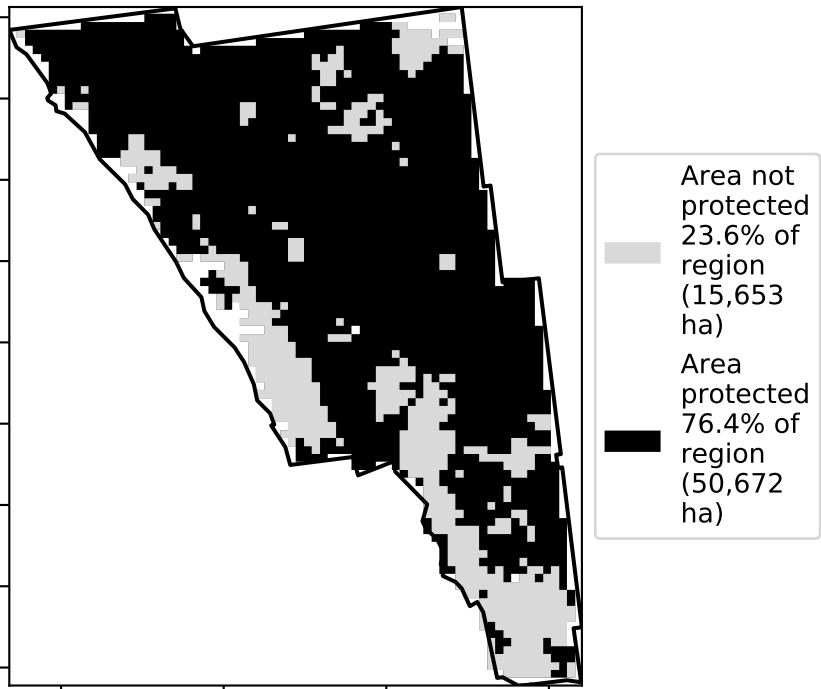 Area not
protected
23.6% of
region
(15,653
ha)
Area
protected
76.4% of
region
(50,672
ha)